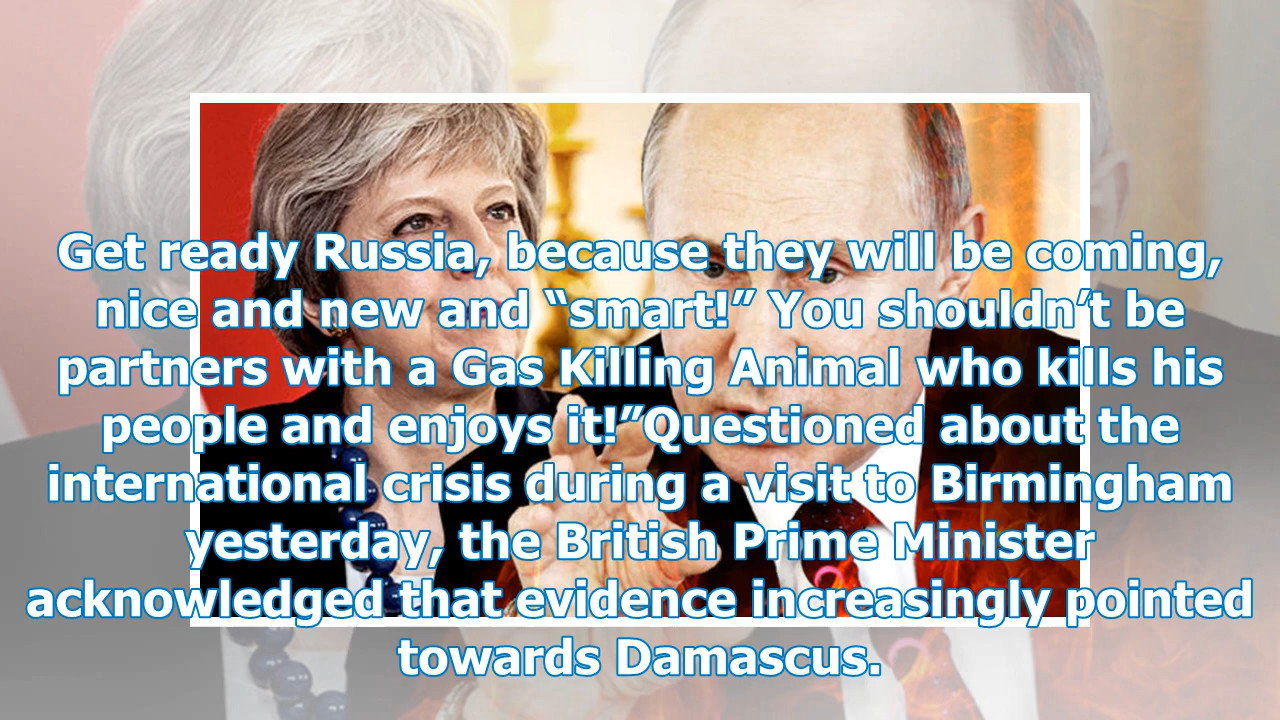 Get ready Russia, because they will be coming,
nice and new and “smart!” You shouldn’t be
partners with a Gas Killing Animal who kills his
people and enjoys it!”Questioned about the
international crisis during a visit to Birmingham
yesterday, the British Prime Minister
acknowledged that evidence increasingly pointed
towards Damascus.